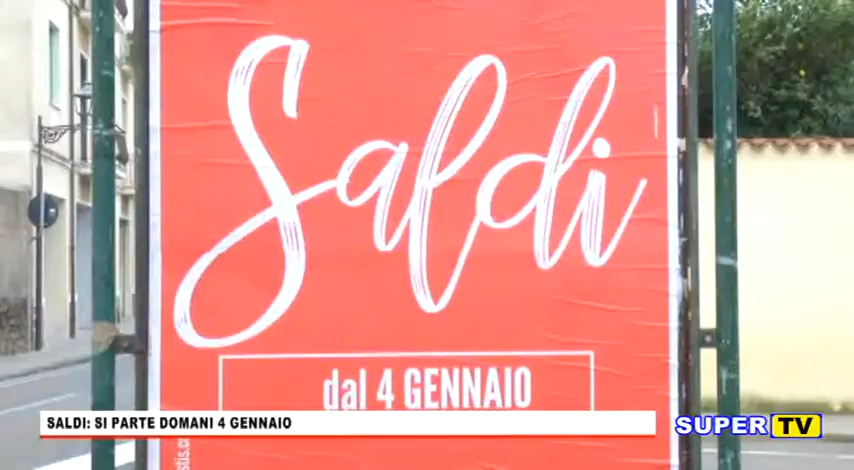 Saldi
dal 4 GENNAIO
SALDI: SI PARTE DOMANI 4 GENNAIO
SUPER TV